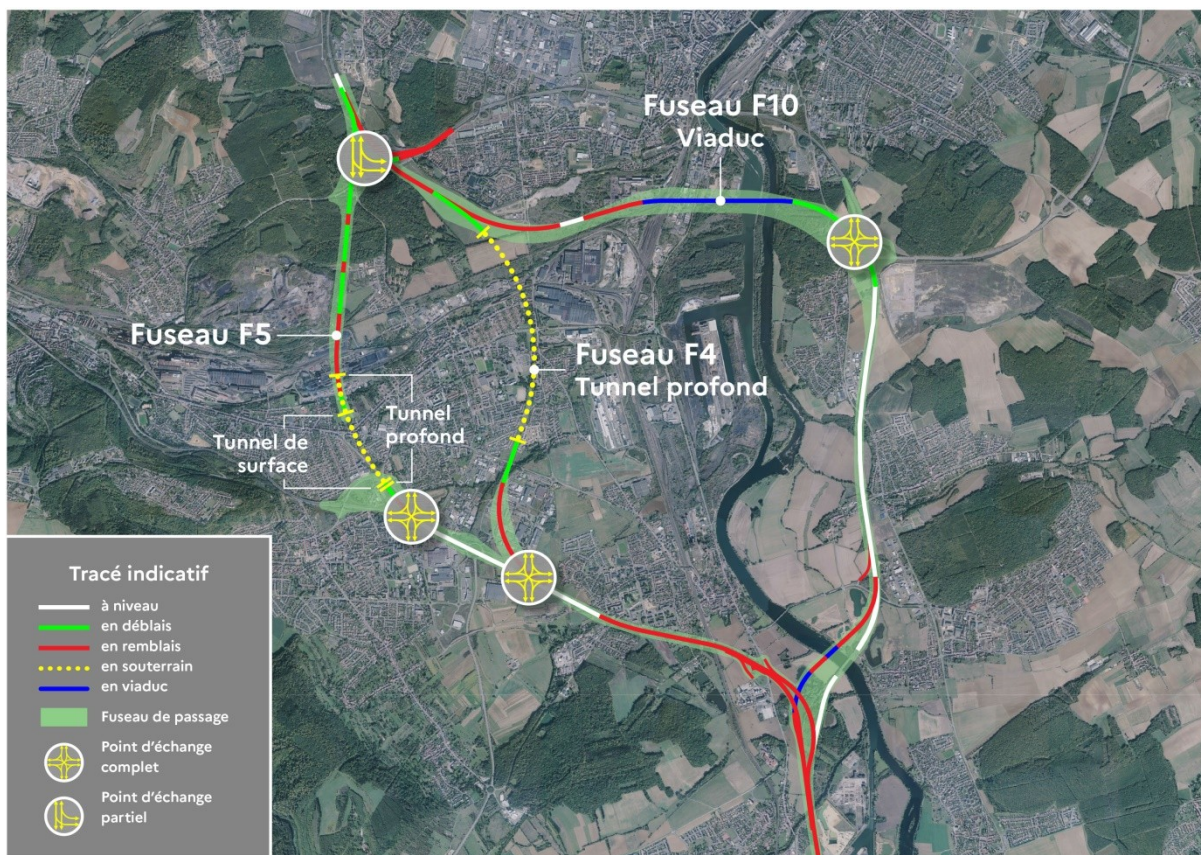 Fuseau F10
Viaduc
Fuseau F5
Fuseau F4
Tunnel profond
Tunnel
profond
Tunnel de
surface
Tracé indicatif
à niveau
en déblais
en remblais
en souterrain
en viaduc
Fuseau de passage
Point d’échange
complet
Point d’échange
partiel